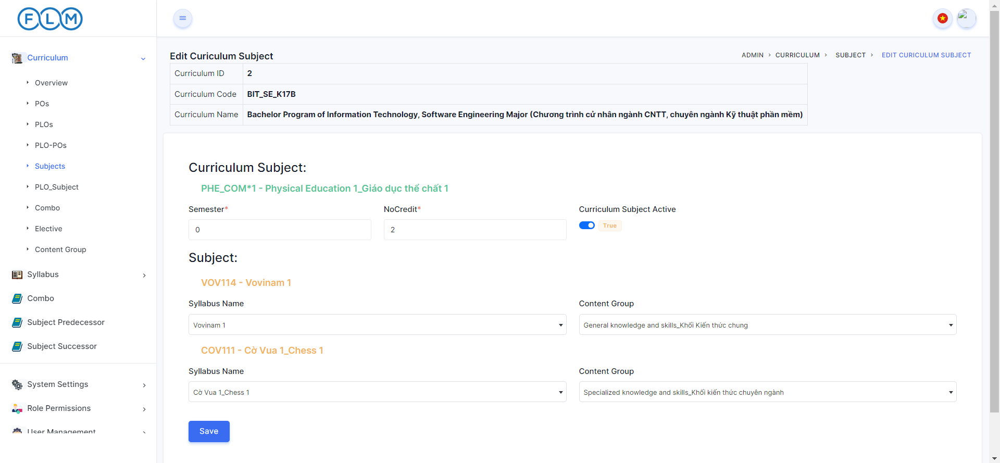 FLM
Curriculum
Overview
POs
PLOs
PLO-POs
Subjects
PLO_Subject
Combo
Elective
Content Group
Syllabus
Combo
Subject Predecessor
Subject Successor
System Settings
Role Permissions
User Management
Edit Curiculum Subject
ADMIN > CURRICULUM > SUBJECT > EDIT CURICULUM SUBJECT
Curriculum ID 2
Curriculum Code BIT_SE_K17B
Curriculum Name Bachelor Program of Information Technology, Software Engineering Major (Chương trình cử nhân ngành CNTT, chuyên ngành Kỹ thuật phần mềm)
Curriculum Subject:
PHE_COM*1 - Physical Education 1_Giáo dục thể chất 1
Semester* NoCredit* Curriculum Subject Active
0 2 True
Subject:
VOV114 - Vovinam 1
Syllabus Name Content Group
Vovinam 1 General knowledge and skills_Khối Kiến thức chung
COV111 - Cờ Vua 1_Chess 1
Syllabus Name Content Group
Cờ Vua 1_Chess 1 Specialized knowledge and skills_Khối kiến thức chuyên ngành
Save